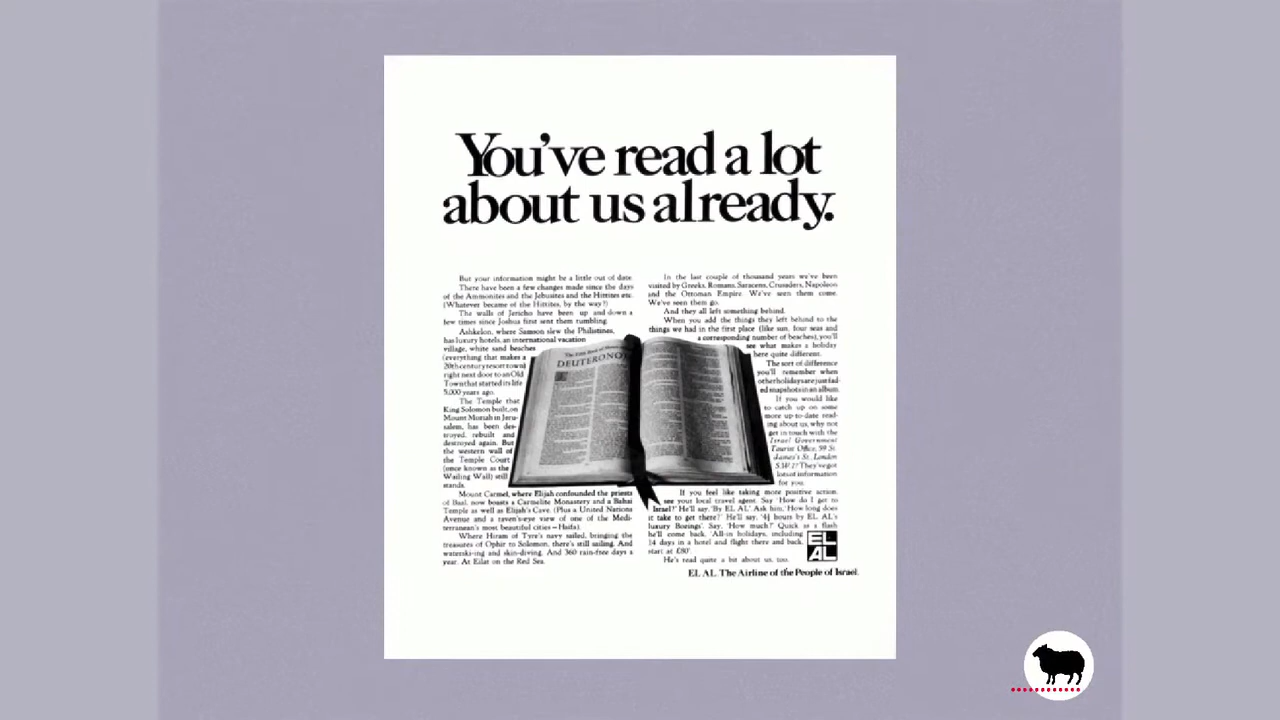 You've read a lot
about us already.
But your information might be a little out of date.
There have been a few changes made since the days
of the Ammonites and the Jebusites and the Hittites etc.
(Whatever became of the Hittites, by the way?)
The walls of Jericho have been up and down a
few times since Joshua first sent them tumbling.
Ashkelon, where Samson slew the Philistines,
has luxury hotels, an international vacation
village, white sand beaches
(everything that makes a
20th century resort town)
right next door to an Old
Town that started its life
5,000 years ago.
The Temple that
King Solomon built, on
Mount Moriah in Jeru-
salem, has been des-
troyed, rebuilt and
destroyed again. But
the western wall of
the Temple Court
(once known as the
Wailing Wall) still
stands.
Mount Carmel, where Elijah confounded the priests
of Baal, now boasts a Carmelite Monastery and a Bahai
Temple as well as Elijah's Cave. (Plus a United Nations
Avenue and a raven's-eye view of one of the Medi-
terranean's most beautiful cities – Haifa).
Where Hiram of Tyre's navy sailed, bringing the
treasures of Ophir to Solomon, there's still sailing. And
waterski-ing and skin-diving. And 360 rain-free days a
year. At Eilat on the Red Sea.
In the last couple of thousand years we've been
visited by Greeks, Romans, Saracens, Crusaders, Napoleon
and the Ottoman Empire. We've seen them come.
We've seen them go.
And they all left something behind.
When you add the things they left behind to the
things we had in the first place (like sun, four seas and
a corresponding number of beaches), you'll
see what makes a holiday
here quite different.
The sort of difference
you'll remember when
other holidays are just fad-
ed snapshots in an album.
If you would like
to catch up on some
more up-to-date read-
ing about us, why not
get in touch with the
Israel Government
Tourist Office, 59 St.
James's St. London
S.W.1? They've got
lots of information
for you.
If you feel like taking more positive action,
see your local travel agent. Say 'How do I get to
Israel?' He'll say, 'By EL AL'. Ask him, 'How long does
it take to get there?' He'll say, '4½ hours by EL AL's
luxury Boeings'. Say, 'How much?' Quick as a flash
he'll come back, 'All-in holidays, including
14 days in a hotel and flight there and back,
start at £80'.
He's read quite a bit about us, too.
EL
AL
EL AL. The Airline of the People of Israel.
DEUTERONO